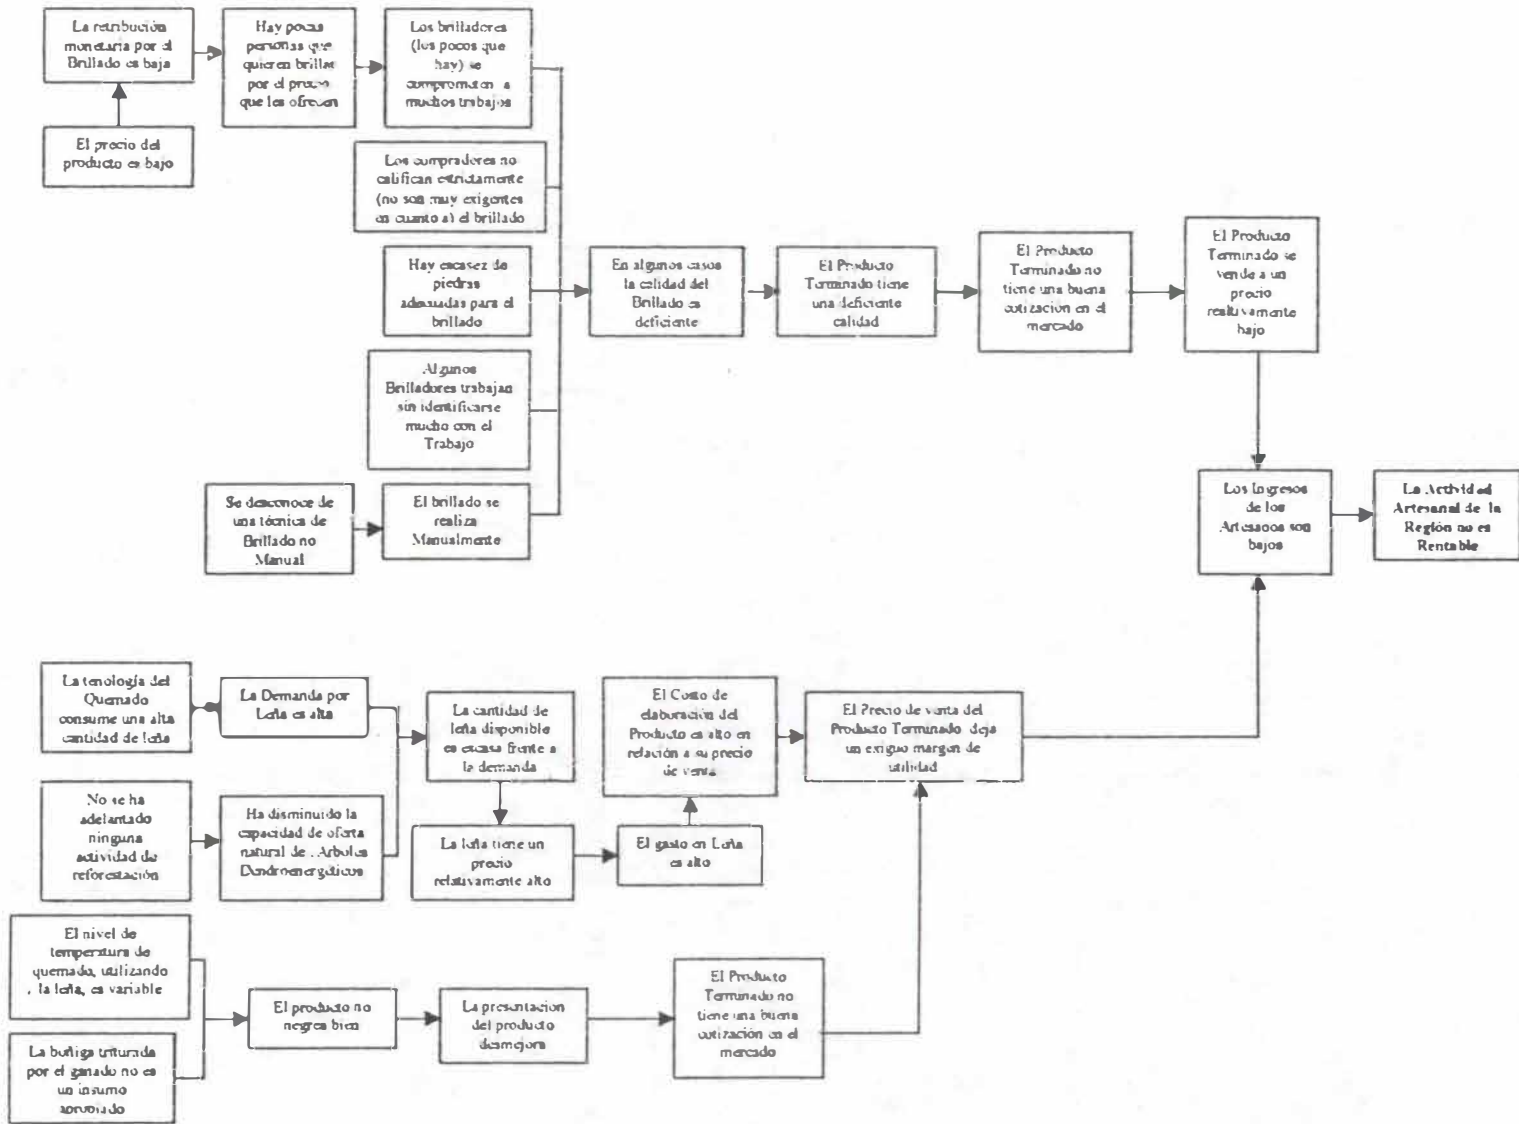 La retribución
monetaria por el
Brillado es baja
Hay pocas
personas que
quieren brillar
por el precio
que les ofrecen
Los brilladores
(los pocos que
hay) se
comprometen a
muchos trabajos
El precio del
producto es bajo
Los compradores no
califican estrictamente
(no son muy exigentes
en cuanto a) el brillado
Hay escasez de
piedras
adecuadas para el
brillado
En algunos casos
la calidad del
Brillado es
deficiente
El Producto
Terminado tiene
una deficiente
calidad
El Producto
Terminado no
tiene una buena
cotización en el
mercado
El Producto
Terminado se
vende a un
precio
realtivamente
bajo
Algunos
Brilladores trabajan
sin identificarse
mucho con el
Trabajo
Se desconoce de
una técnica de
Brillado no
Manual
El brillado se
realiza
Manualmente
Los Ingresos
de los
Artesanos son
bajos
La Actividad
Artesanal de la
Región no es
Rentable
La tenología del
Quemado
consume una alta
cantidad de leña
La Demanda por
Leña es alta
La cantidad de
leña disponible
es escasa frente a
la demanda
El Costo de
elaboración del
Producto es alto en
relación a su precio
de venta
El Precio de venta del
Producto Terminado deja
un exiguo margen de
utilidad
No se ha
adelantado
ninguna
actividad de
reforestación
Ha disminuido la
capacidad de oferta
natural de Arboles
Dendroenergéticos
La leña tiene un
precio
relativamente alto
El gasto en Leña
es alto
El nivel de
temperatura de
quemado, utilizando
la leña, es variable
El producto no
negrea bien
La presentación
del producto
desmejora
El Producto
Terminado no
tiene una buena
cotización en el
mercado
La boñiga triturada
por el ganado no es
un insumo
apropiado